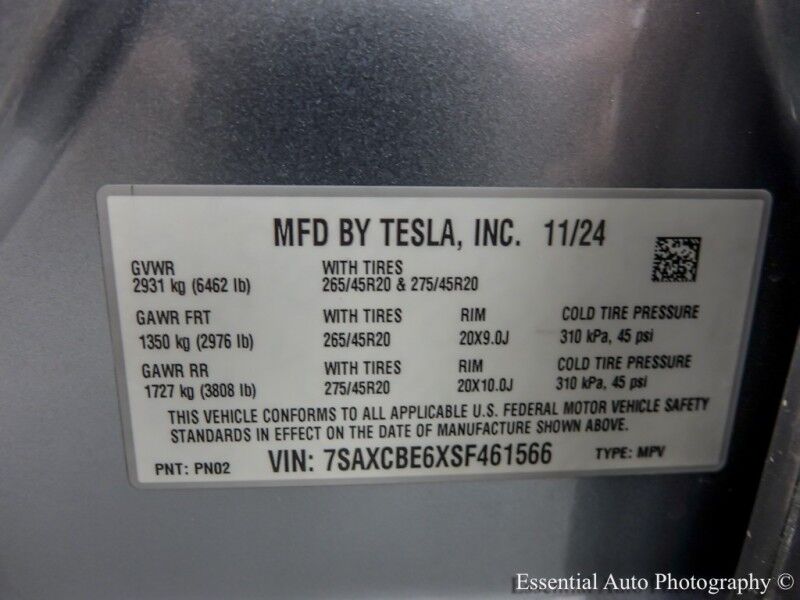 MFD BY TESLA, INC. 11/24
GVWR WITH TIRES
2931 kg (6462 lb) 265/45R20 & 275/45R20
GAWR FRT WITH TIRES RIM COLD TIRE PRESSURE
1350 kg (2976 lb) 265/45R20 20X9.0J 310 kPa, 45 psi
GAWR RR WITH TIRES RIM COLD TIRE PRESSURE
1727 kg (3808 lb) 275/45R20 20X10.0J 310 kPa, 45 psi
THIS VEHICLE CONFORMS TO ALL APPLICABLE U.S. FEDERAL MOTOR VEHICLE SAFETY
STANDARDS IN EFFECT ON THE DATE OF MANUFACTURE SHOWN ABOVE.
PNT: PN02 VIN: 7SAXCBE6XSF461566 TYPE: MPV
Essential Auto Photography ©